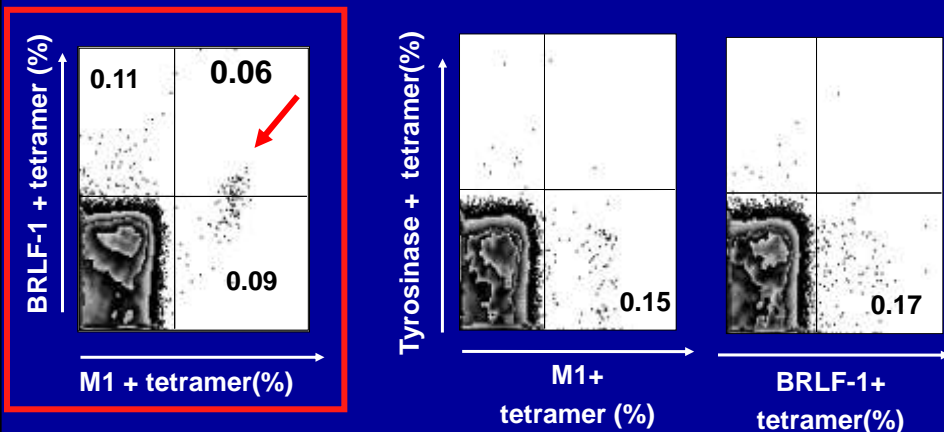 BRLF-1 + tetramer (%)
0.11
0.06
0.09
M1 + tetramer(%)
Tyrosinase + tetramer(%)
0.15
M1+
tetramer (%)
0.17
BRLF-1+
tetramer(%)